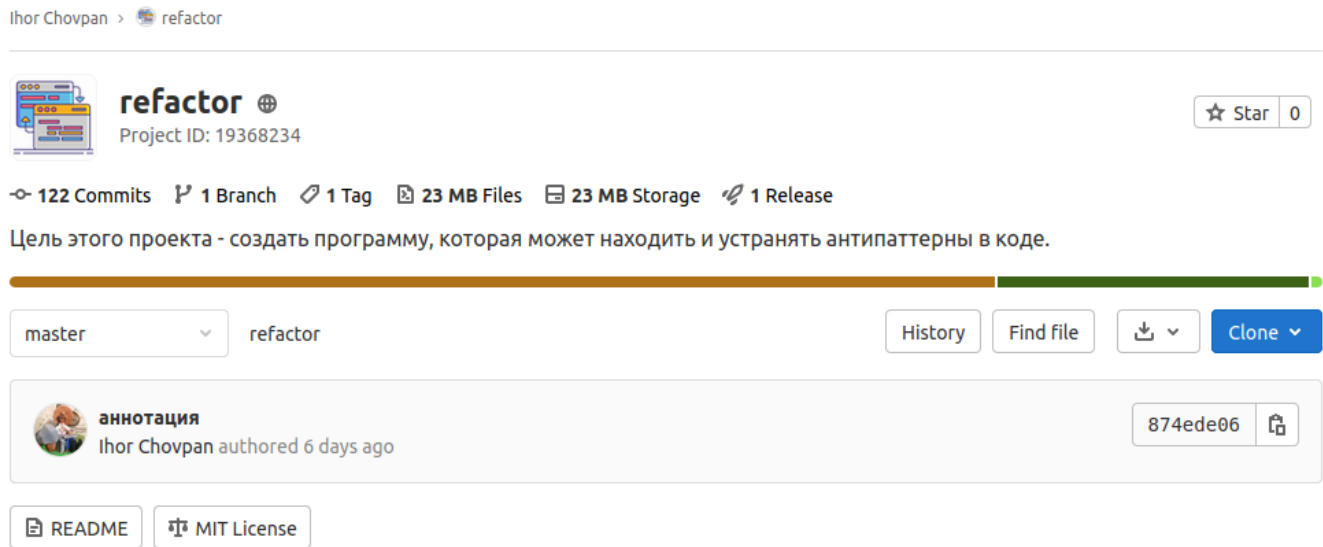 Ihor Chovpan > refactor
refactor
Project ID: 19368234
Star 0
122 Commits 1 Branch 1 Tag 23 MB Files 23 MB Storage 1 Release
Цель этого проекта - создать программу, которая может находить и устранять антипаттерны в коде.
master refactor History Find file Clone
аннотация
Ihor Chovpan authored 6 days ago
874ede06
README MIT License